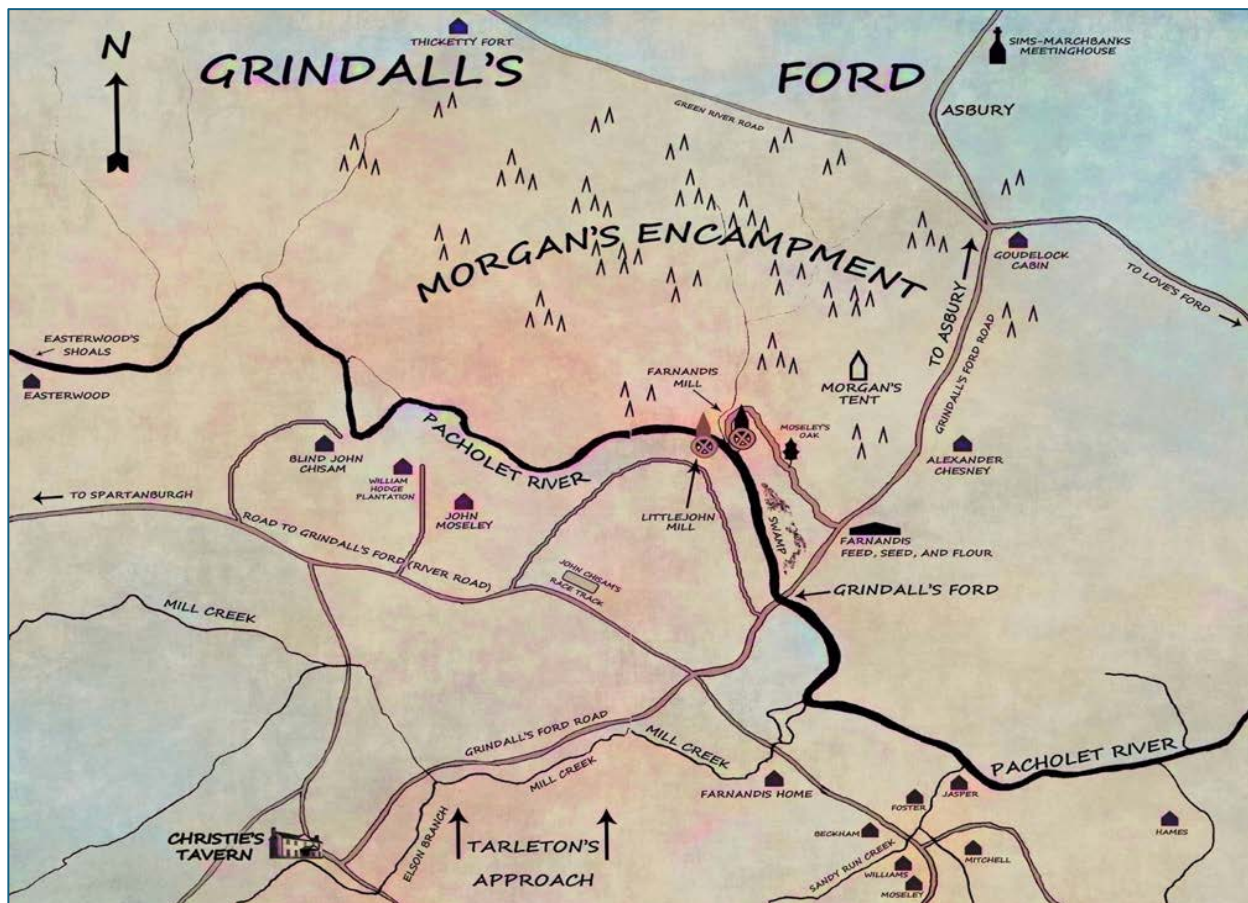 N
THICKETTY FORT
GRINDALL'S FORD
SIMS-MARCHBANKS
MEETINGHOUSE
ASBURY
GREEN RIVER ROAD
MORGAN'S ENCAMPMENT
GOUDELOCK
CABIN
TO LOVE'S FORD
TO ASBURY
GRINDALL'S FORD ROAD
EASTERWOOD'S
SHOALS
EASTERWOOD
FARNANDIS
MILL
MORGAN'S
TENT
MOSELEY'S
OAK
PACHOLET RIVER
BLIND JOHN
CHISAM
WILLIAM
HODGE
PLANTATION
JOHN
MOSELEY
ALEXANDER
CHESNEY
TO SPARTANBURGH
LITTLEJOHN
MILL
SWAMP
FARNANDIS
FEED, SEED, AND FLOUR
ROAD TO GRINDALL'S FORD (RIVER ROAD)
JOHN CHISAM'S
RACE TRACK
GRINDALL'S FORD
MILL CREEK
GRINDALL'S FORD ROAD
MILL CREEK
MILL CREEK
PACHOLET RIVER
FARNANDIS HOME
JASPER
FOSTER
HAMES
BECKHAM
MITCHELL
CHRISTIE'S
TAVERN
ELSON BRANCH
TARLETON'S
APPROACH
SANDY RUN CREEK
WILLIAMS
MOSELEY